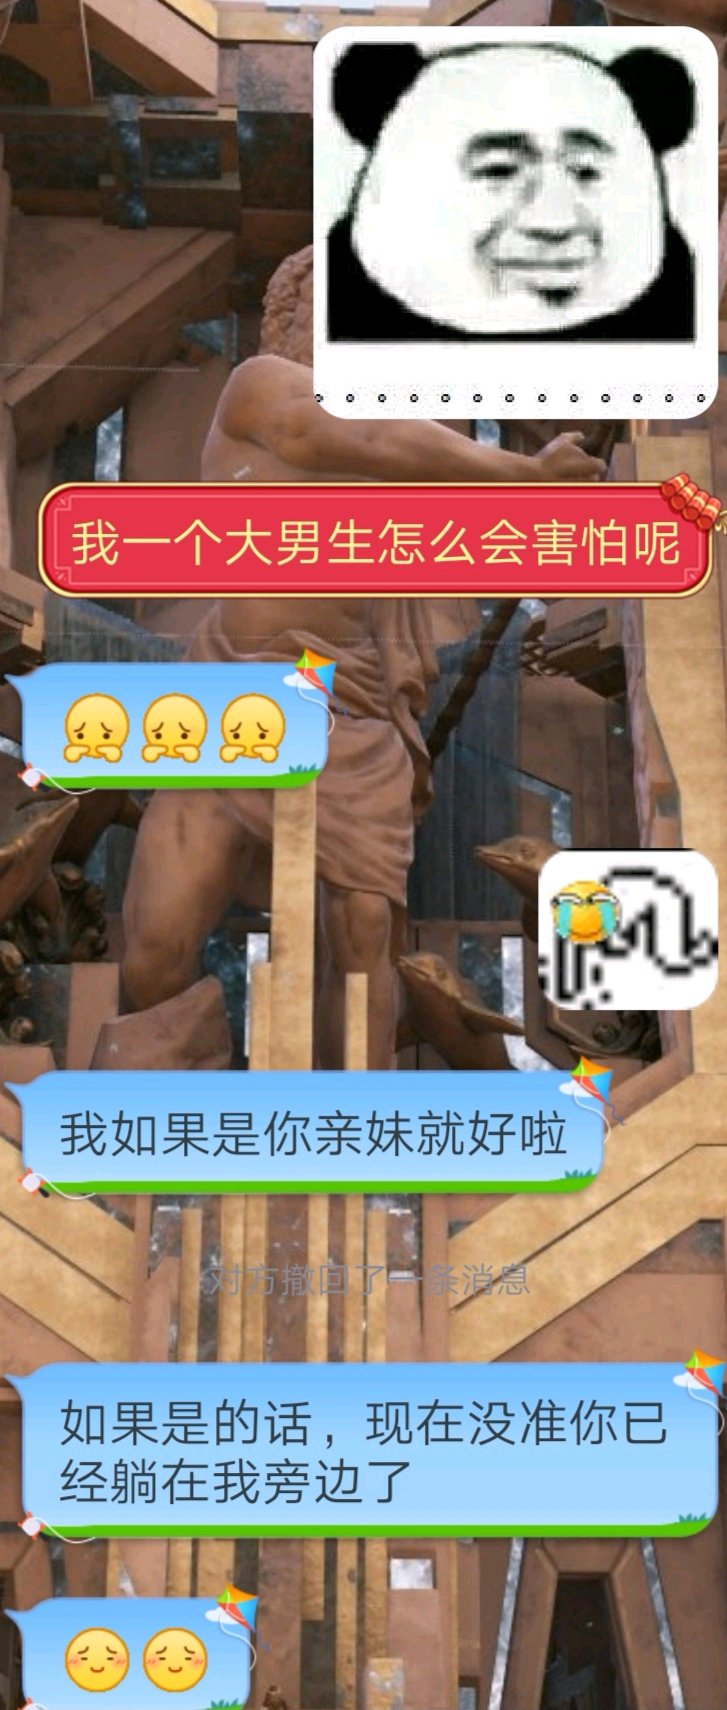 我一个大男生怎么会害怕呢
我如果是你亲妹就好啦
对方撤回了一条消息
如果是的话，现在没准你已
经躺在我旁边了